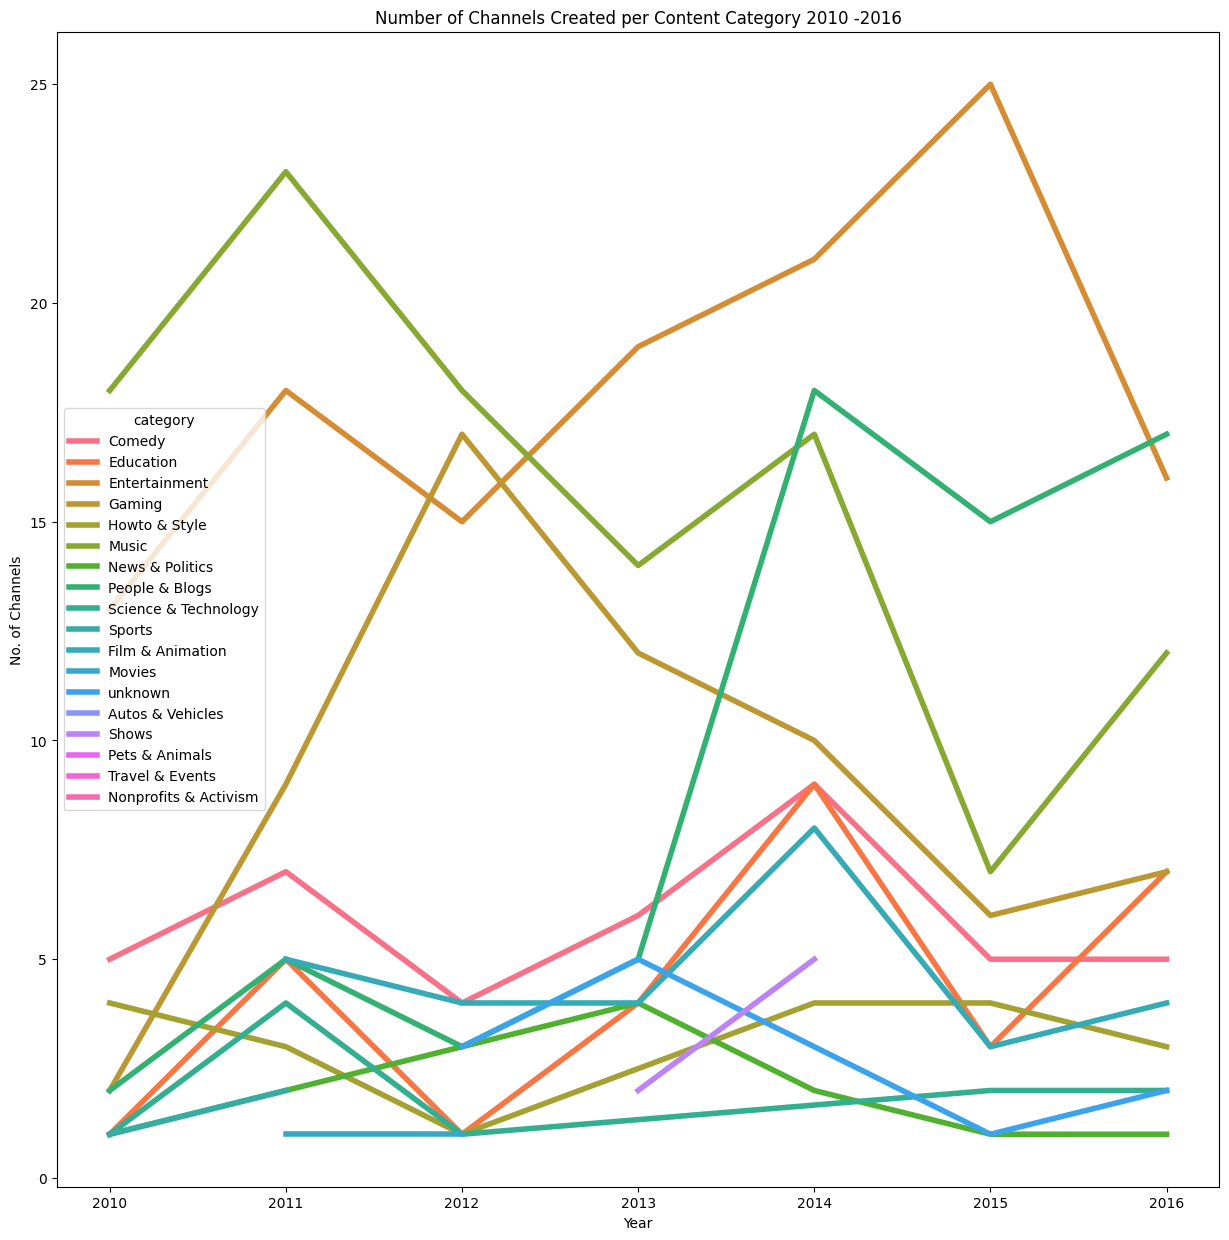 Number of Channels Created per Content Category 2010 -2016
25
20
15
10
5
0
No. of Channels
category
Comedy
Education
Entertainment
Gaming
Howto & Style
Music
News & Politics
People & Blogs
Science & Technology
Sports
Film & Animation
Movies
unknown
Autos & Vehicles
Shows
Pets & Animals
Travel & Events
Nonprofits & Activism
2010 2011 2012 2013 2014 2015 2016
Year